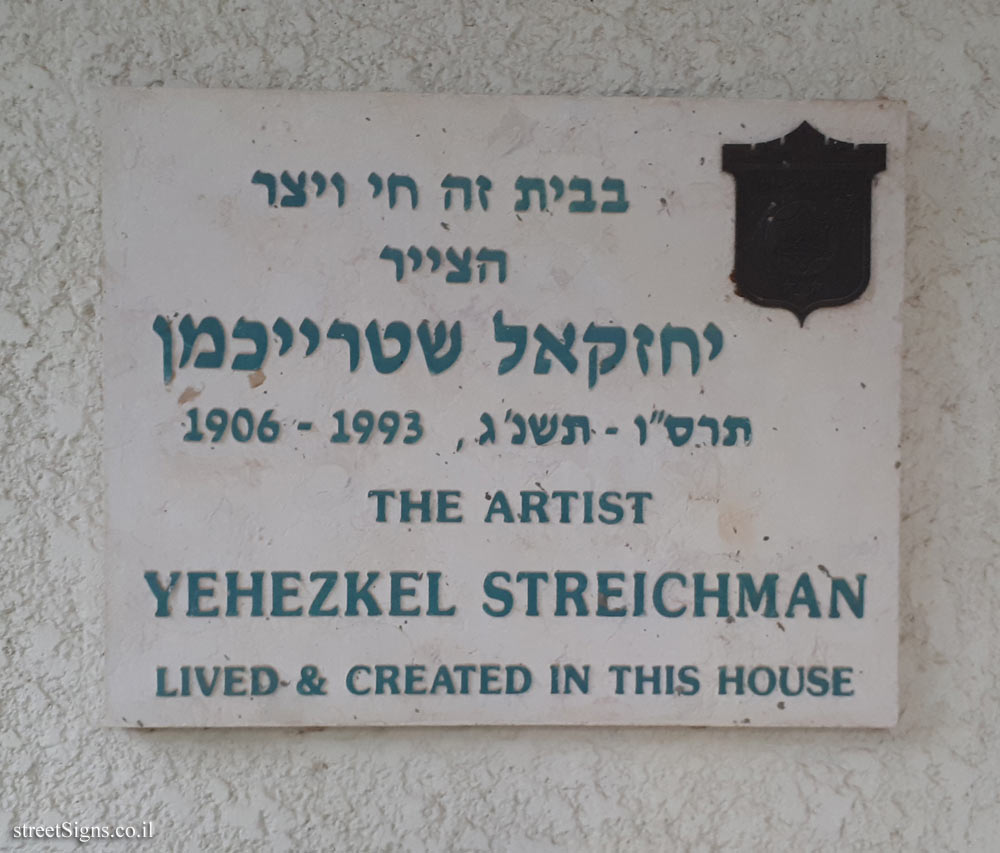 בבית זה חי ויצר
הצייר
יחזקאל שטרייכמן
תרס"ו - תשנ'ג, 1993 - 1906
THE ARTIST
YEHEZKEL STREICHMAN
LIVED & CREATED IN THIS HOUSE
streetSigns.co.il